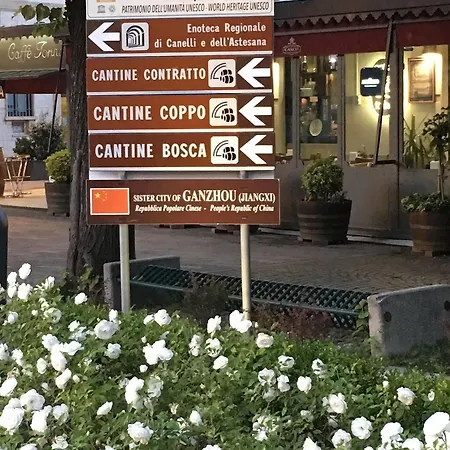 PATRIMONIO DELL'UMANITÀ UNESCO - WORLD HERITAGE UNESCO
Enoteca Regionale
di Canelli e dell'Astesana
CANTINE CONTRATTO
CANTINE COPPO
CANTINE BOSCA
SISTER CITY OF GANZHOU (JIANGXI)
Repubblica Popolare Cinese - People's Republic of China
Caffè